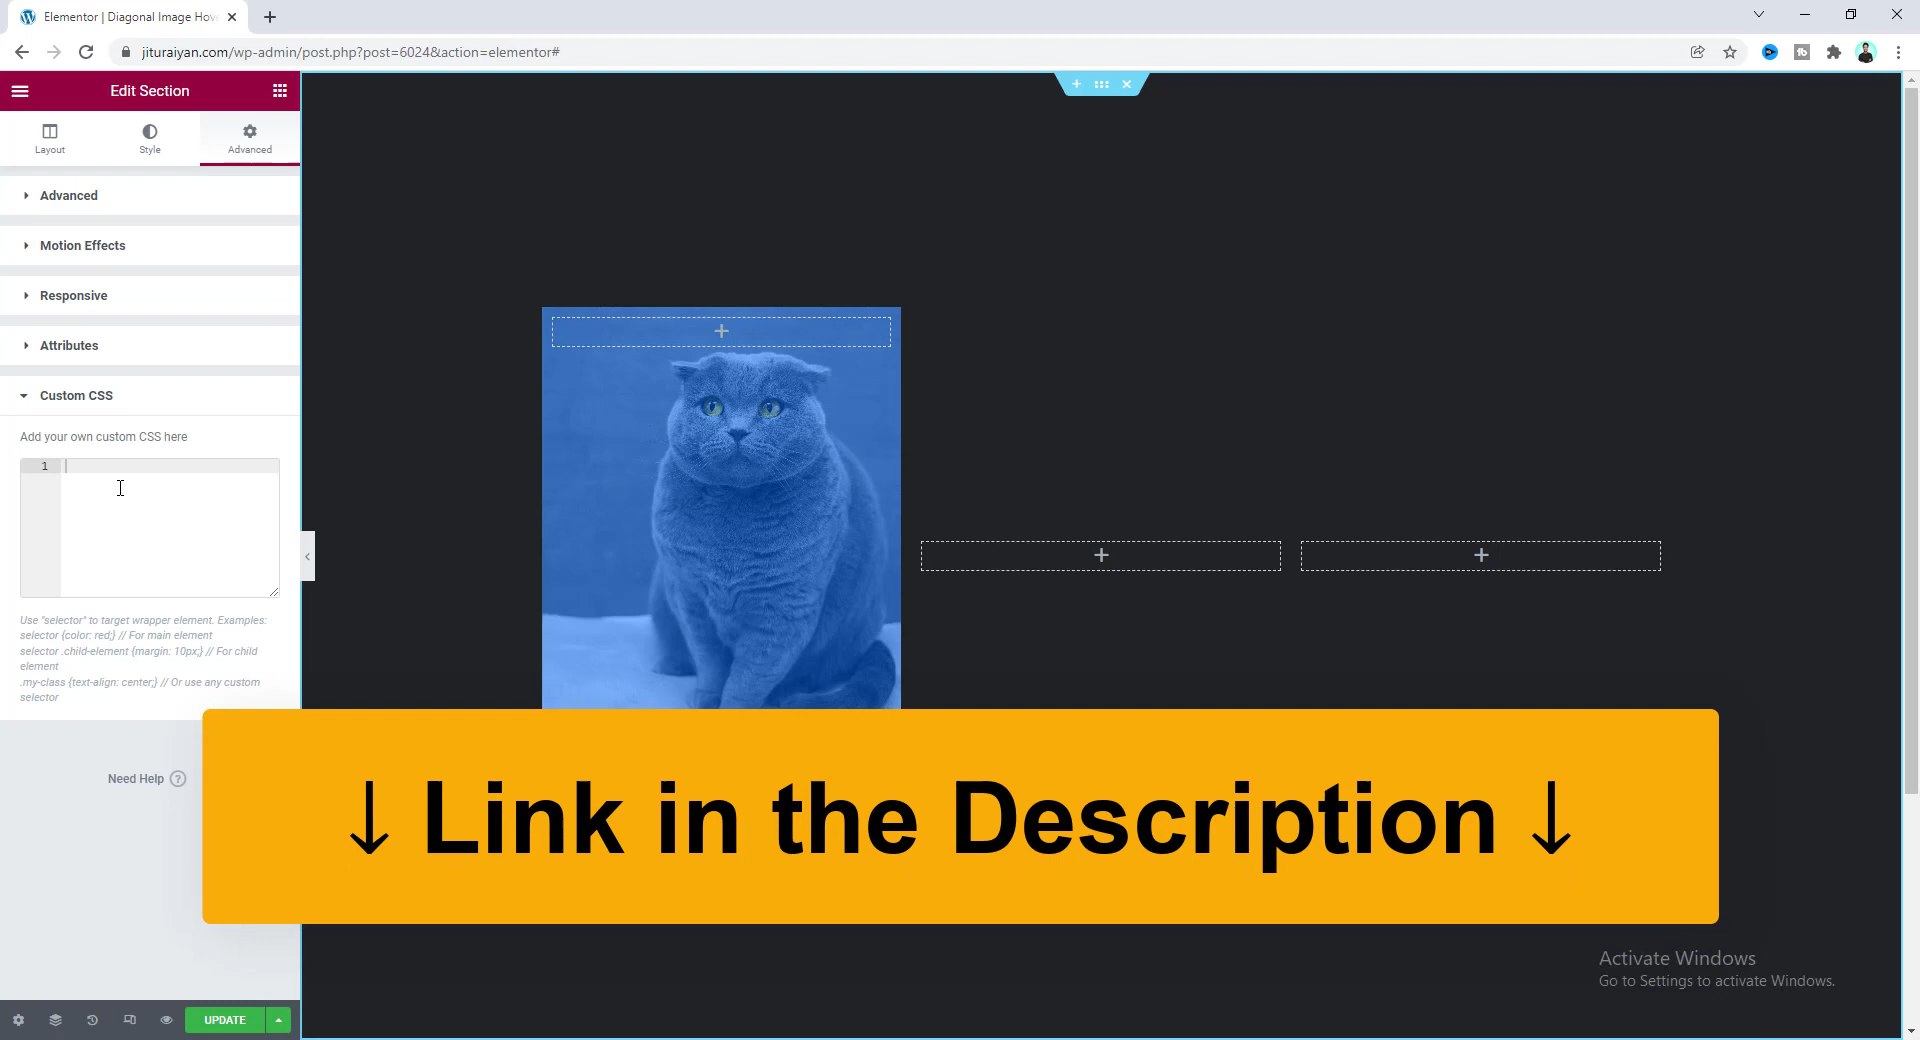 Elementor | Diagonal Image Hov
jituraiyan.com/wp-admin/post.php?post=6024&action=elementor#
Edit Section
Layout
Style
Advanced
Advanced
Motion Effects
Responsive
Attributes
Custom CSS
Add your own custom CSS here
1
Use "selector" to target wrapper element. Examples:
selector {color: red;} // For main element
selector .child-element {margin: 10px;} // For child
element
.my-class {text-align: center;} // Or use any custom
selector
Need Help ?
↓ Link in the Description ↓
Activate Windows
Go to Settings to activate Windows.
UPDATE